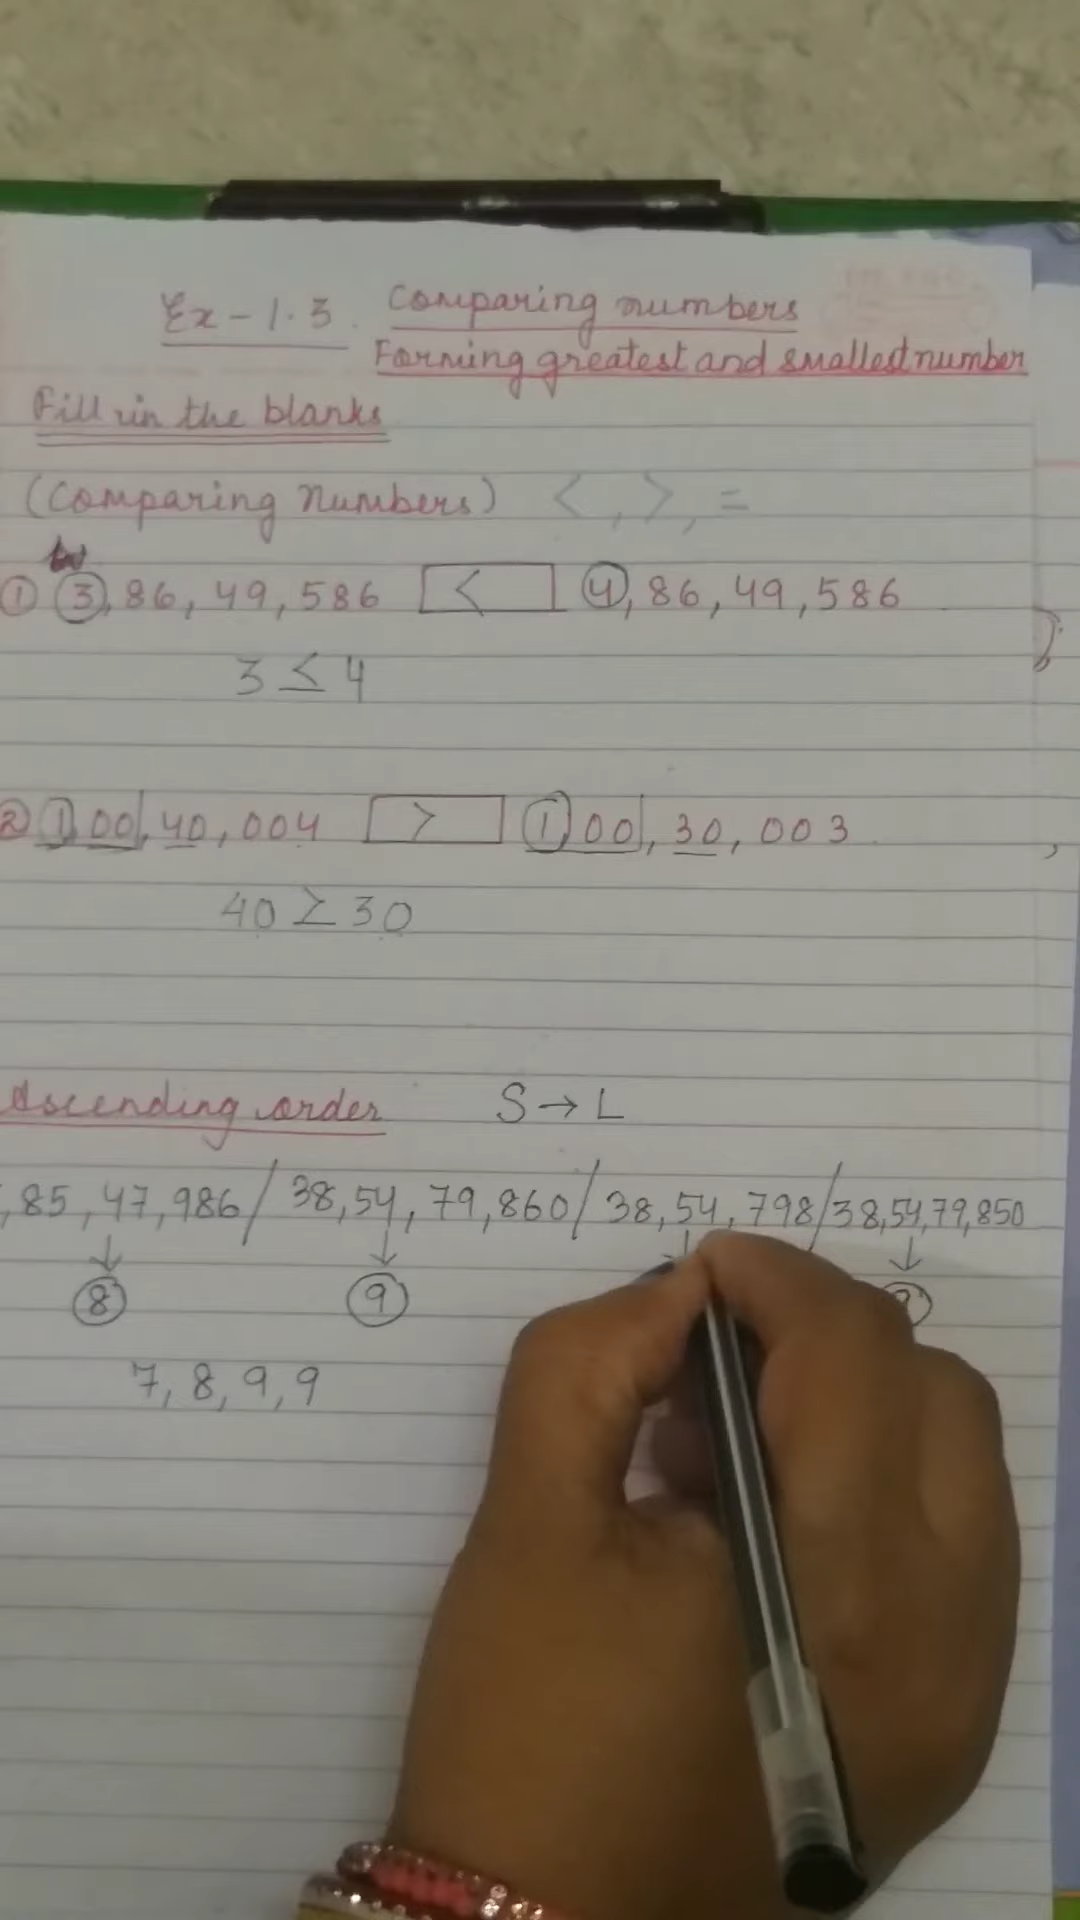 Ex - 1.3. Comparing numbers
Forming greatest and smallest number
Fill in the blanks
(Comparing Numbers) < , > , =
① 3,86,49,586 < 4,86,49,586
3 < 4
② 1,00,40,004 > 1,00,30,003
40 > 30
Ascending order S → L
,85,47,986 / 38,54,79,860 / 38,54,798 / 38,54,79,850
8 9
7, 8, 9, 9